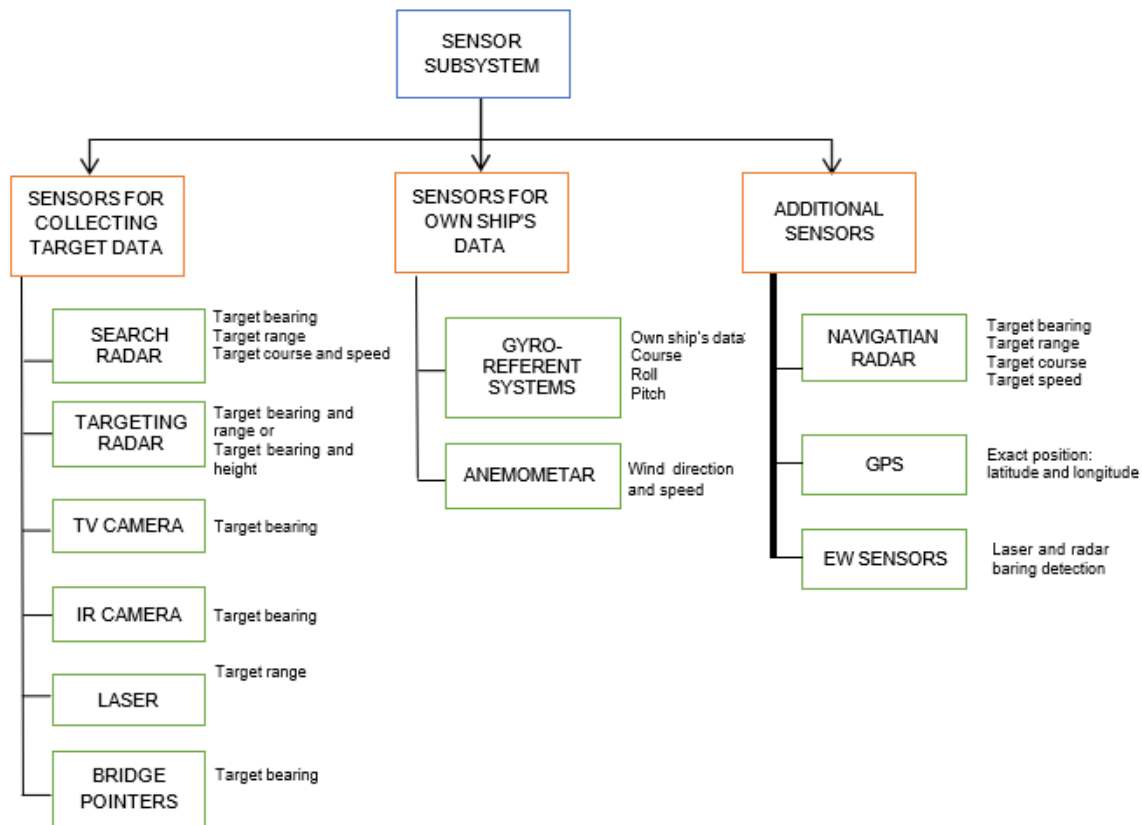 SENSOR
SUBSYSTEM
SENSORS FOR
COLLECTING
TARGET DATA
SENSORS FOR
OWN SHIP'S
DATA
ADDITIONAL
SENSORS
SEARCH
RADAR
Target bearing
Target range
Target course and speed
TARGETING
RADAR
Target bearing and
range or
Target bearing and
height
TV CAMERA
Target bearing
IR CAMERA
Target bearing
LASER
Target range
BRIDGE
POINTERS
Target bearing
GYRO-
REFERENT
SYSTEMS
Own ship's data:
Course
Roll
Pitch
ANEMOMETAR
Wind direction
and speed
NAVIGATIAN
RADAR
Target bearing
Target range
Target course
Target speed
GPS
Exact position:
latitude and longitude
EW SENSORS
Laser and radar
baring detection